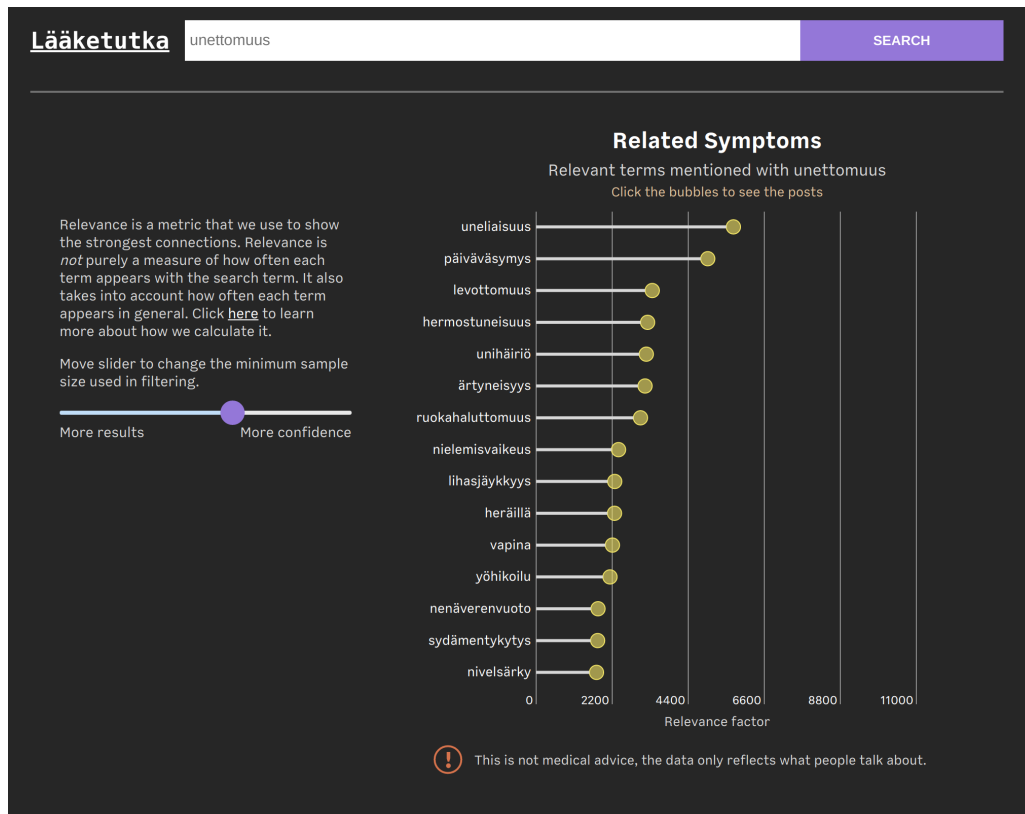 Lääketutka
unettomuus
SEARCH
Related Symptoms
Relevant terms mentioned with unettomuus
Click the bubbles to see the posts
Relevance is a metric that we use to show
the strongest connections. Relevance is
not purely a measure of how often each
term appears with the search term. It also
takes into account how often each term
appears in general. Click here to learn
more about how we calculate it.
Move slider to change the minimum sample
size used in filtering.
More results
More confidence
uneliaisuus
päiväväsymys
levottomuus
hermostuneisuus
unihäiriö
ärtyneisyys
ruokahaluttomuus
nielemisvaikeus
lihasjäykkyys
heräillä
vapina
yöhikoilu
nenäverenvuoto
sydämentykytys
nivelsärky
0 2200 4400 6600 8800 11000
Relevance factor
! This is not medical advice, the data only reflects what people talk about.